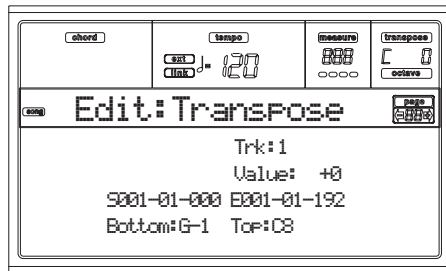 chord tempo measure transpose
ext
link ♩= 120 888 C 0
octave
song Edit:Transpose page
88
Trk:1
Value: +0
S001-01-000 E001-01-192
Bottom:G-1 Top:C8